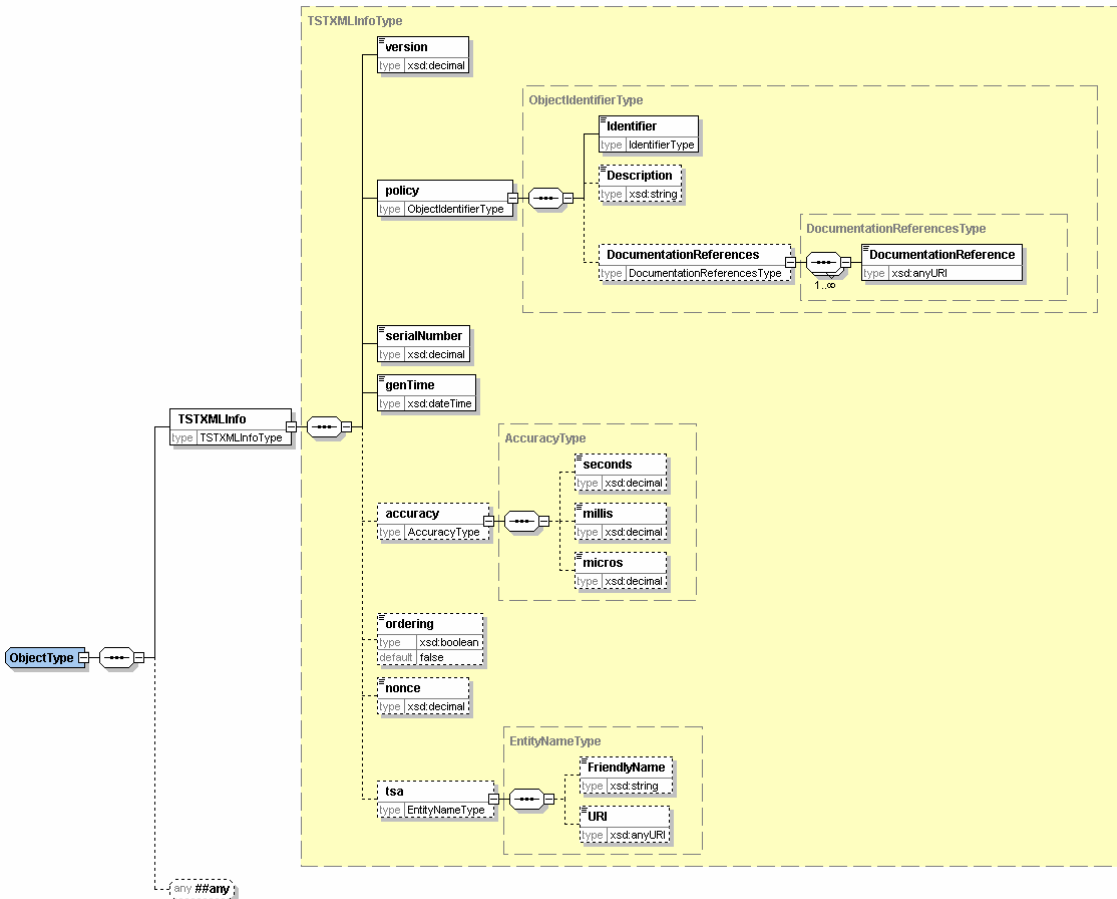 TSTXMLInfoType
version
type xsd:decimal
ObjectIdentifierType
Identifier
type IdentifierType
Description
type xsd:string
policy
type ObjectIdentifierType
DocumentationReferencesType
DocumentationReferences
type DocumentationReferencesType
DocumentationReference
type xsd:anyURI
1..∞
serialNumber
type xsd:decimal
genTime
type xsd:dateTime
TSTXMLInfo
type TSTXMLInfoType
AccuracyType
seconds
type xsd:decimal
accuracy
type AccuracyType
millis
type xsd:decimal
micros
type xsd:decimal
ordering
type xsd:boolean
default false
ObjectType
nonce
type xsd:decimal
EntityNameType
FriendlyName
type xsd:string
tsa
type EntityNameType
URI
type xsd:anyURI
any ##any